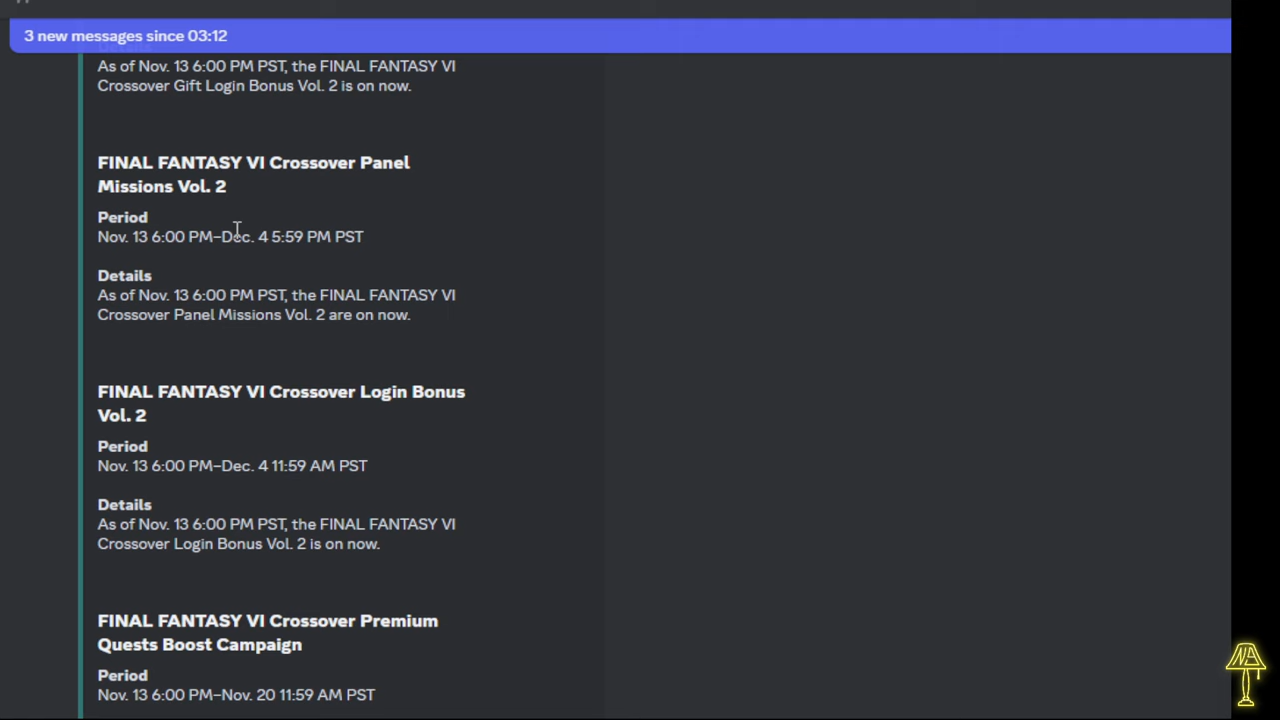 3 new messages since 03:12
As of Nov. 13 6:00 PM PST, the FINAL FANTASY VI
Crossover Gift Login Bonus Vol. 2 is on now.
FINAL FANTASY VI Crossover Panel
Missions Vol. 2
Period
Nov. 13 6:00 PM–Dec. 4 5:59 PM PST
Details
As of Nov. 13 6:00 PM PST, the FINAL FANTASY VI
Crossover Panel Missions Vol. 2 are on now.
FINAL FANTASY VI Crossover Login Bonus
Vol. 2
Period
Nov. 13 6:00 PM–Dec. 4 11:59 AM PST
Details
As of Nov. 13 6:00 PM PST, the FINAL FANTASY VI
Crossover Login Bonus Vol. 2 is on now.
FINAL FANTASY VI Crossover Premium
Quests Boost Campaign
Period
Nov. 13 6:00 PM–Nov. 20 11:59 AM PST